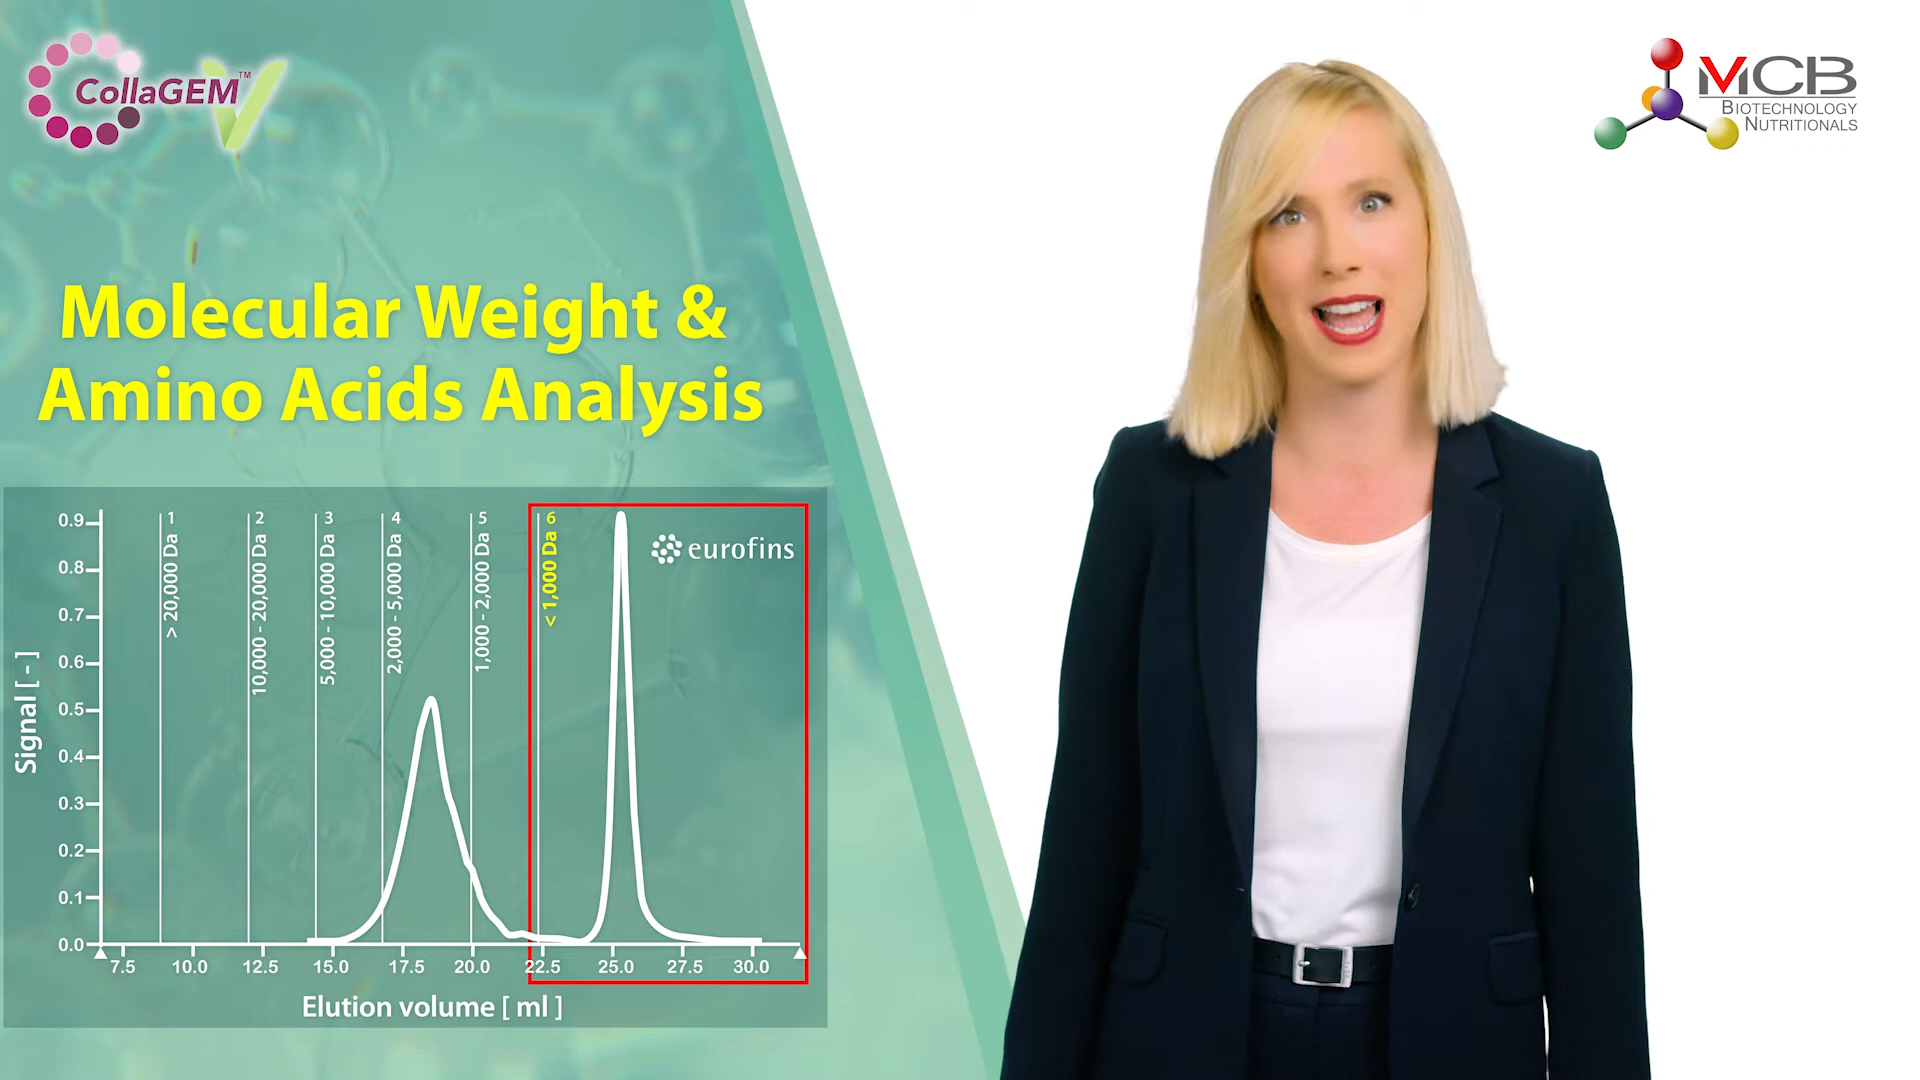 CollaGEM™
V
MCB
BIOTECHNOLOGY
NUTRITIONALS
Molecular Weight &
Amino Acids Analysis
eurofins
1
> 20,000 Da
2
10,000 - 20,000 Da
3
5,000 - 10,000 Da
4
2,000 - 5,000 Da
5
1,000 - 2,000 Da
6
< 1,000 Da
Signal [ - ]
0.9
0.8
0.7
0.6
0.5
0.4
0.3
0.2
0.1
0.0
7.5 10.0 12.5 15.0 17.5 20.0 22.5 25.0 27.5 30.0
Elution volume [ ml ]